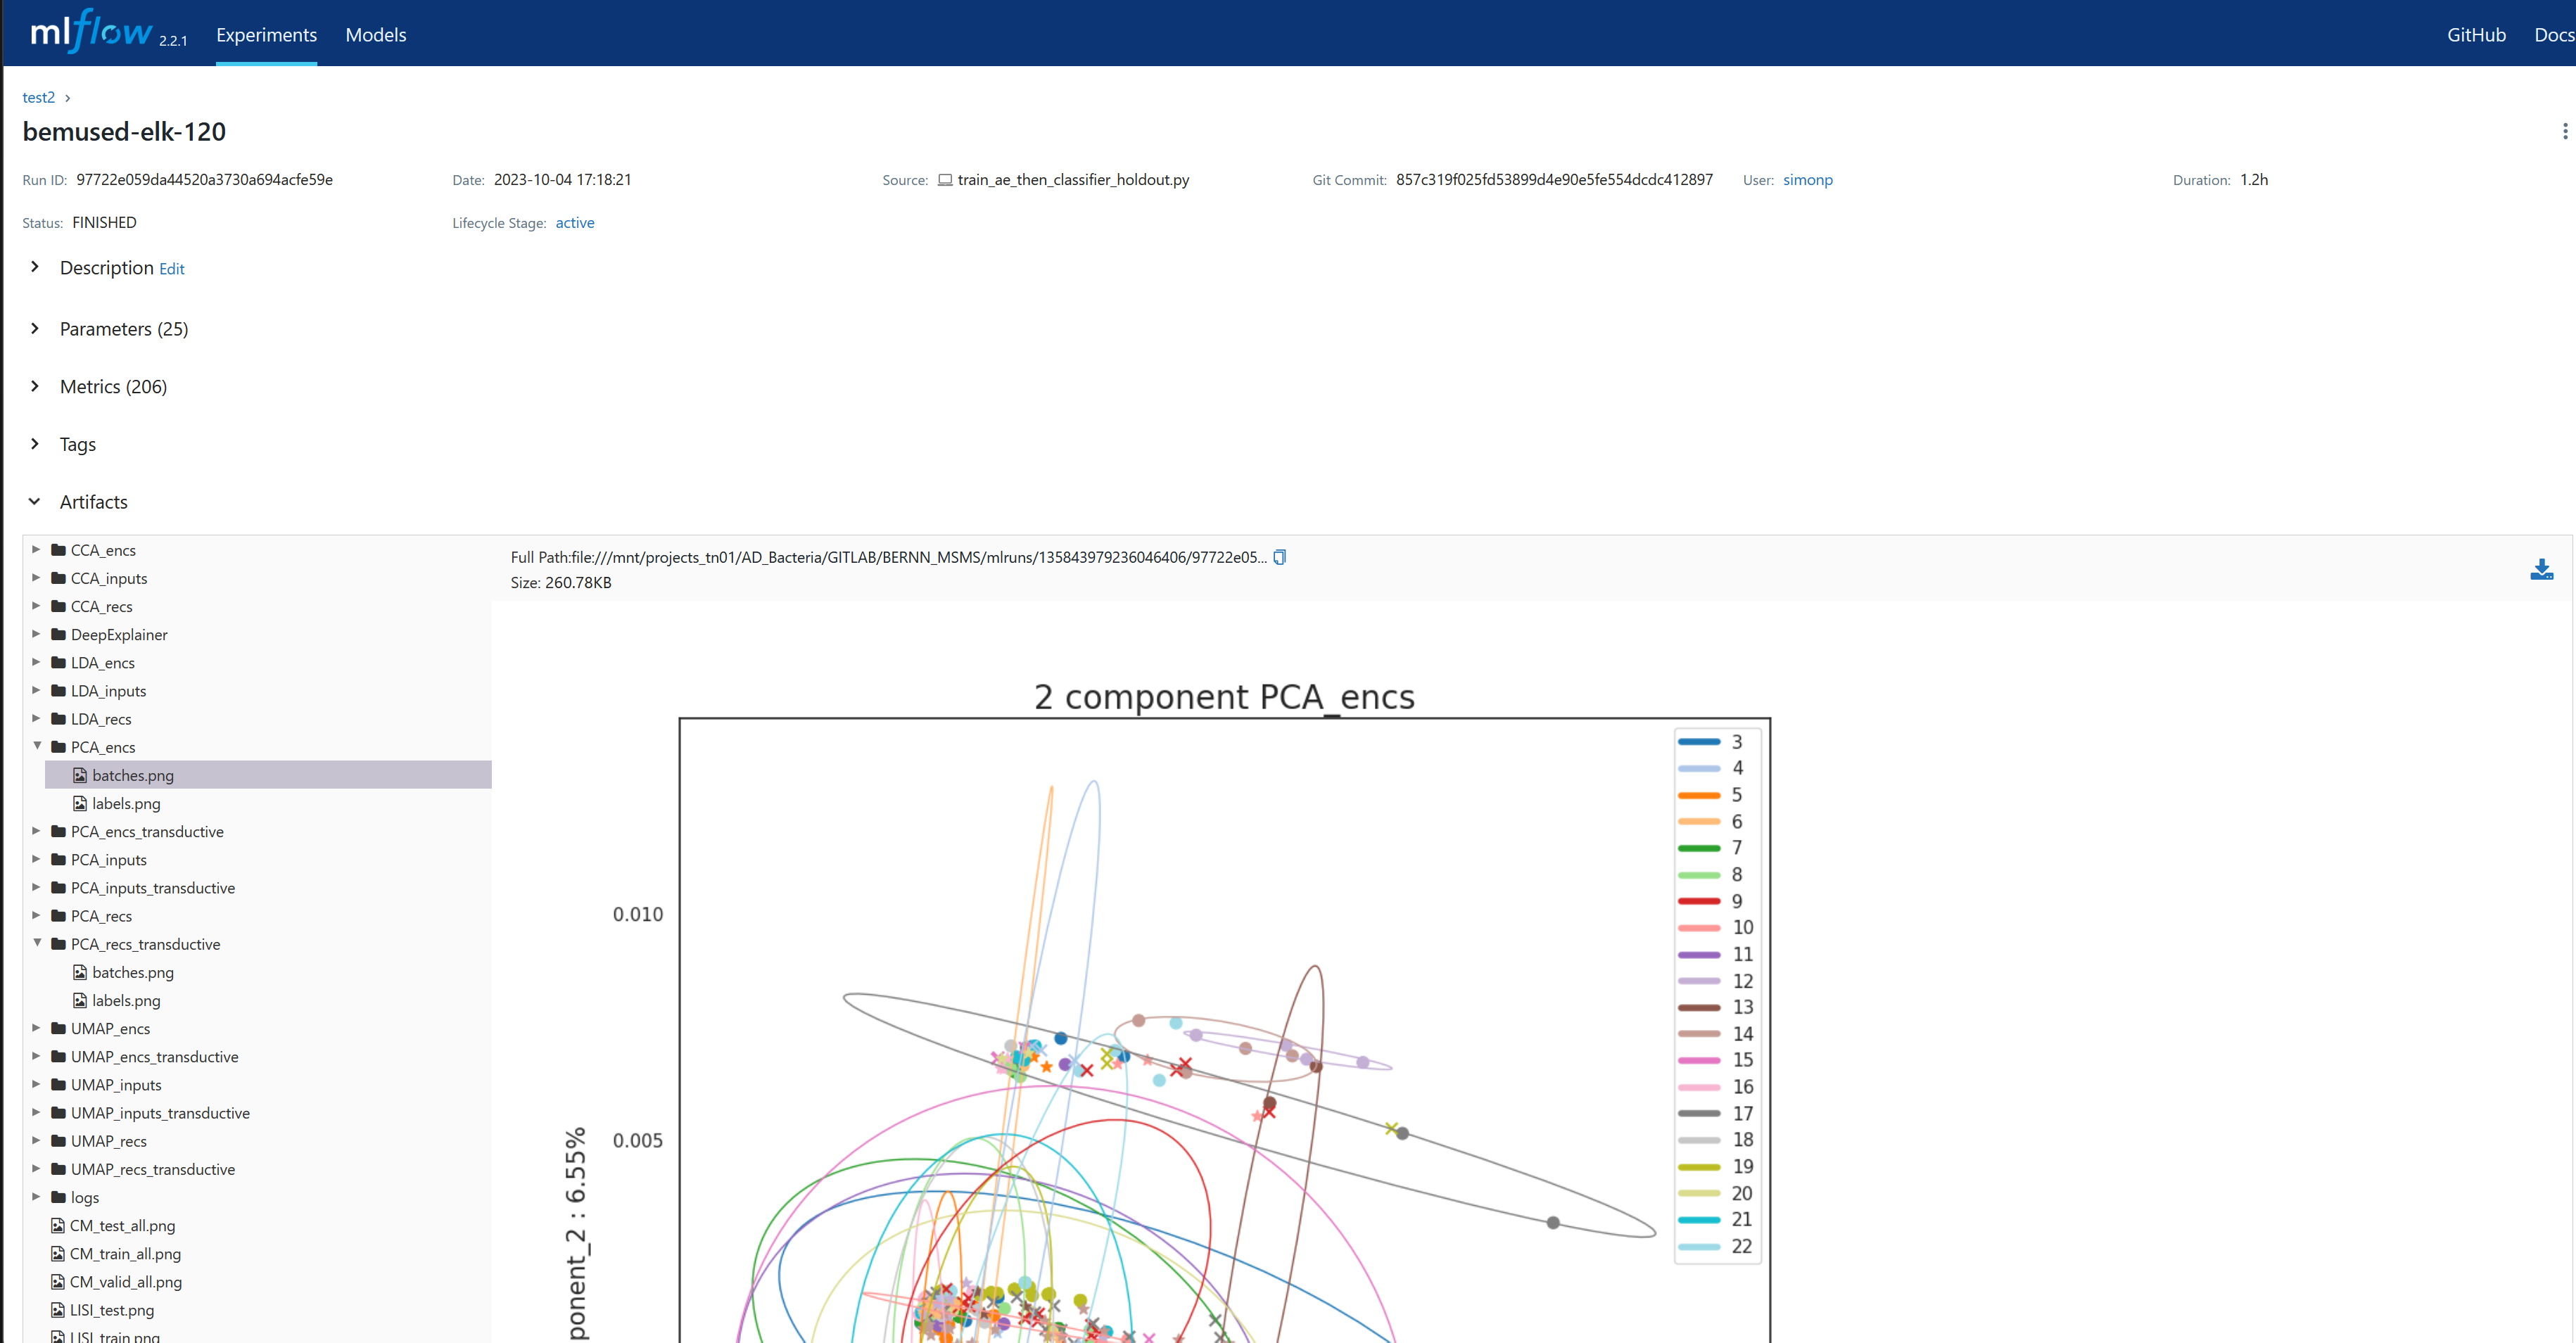 mlflow 2.2.1 Experiments Models GitHub Docs
test2 ›
bemused-elk-120
Run ID: 97722e059da44520a3730a694acfe59e Date: 2023-10-04 17:18:21 Source: train_ae_then_classifier_holdout.py Git Commit: 857c319f025fd53899d4e90e5fe554dcdc412897 User: simonp Duration: 1.2h
Status: FINISHED Lifecycle Stage: active
Description Edit
Parameters (25)
Metrics (206)
Tags
Artifacts
CCA_encs
CCA_inputs
CCA_recs
DeepExplainer
LDA_encs
LDA_inputs
LDA_recs
PCA_encs
batches.png
labels.png
PCA_encs_transductive
PCA_inputs
PCA_inputs_transductive
PCA_recs
PCA_recs_transductive
batches.png
labels.png
UMAP_encs
UMAP_encs_transductive
UMAP_inputs
UMAP_inputs_transductive
UMAP_recs
UMAP_recs_transductive
logs
CM_test_all.png
CM_train_all.png
CM_valid_all.png
LISI_test.png
LISI_train.png
Full Path:file:///mnt/projects_tn01/AD_Bacteria/GITLAB/BERNN_MSMS/mlruns/135843979236046406/97722e05...
Size: 260.78KB
2 component PCA_encs
0.010
0.005
ponent_2 : 6.55%
3
4
5
6
7
8
9
10
11
12
13
14
15
16
17
18
19
20
21
22